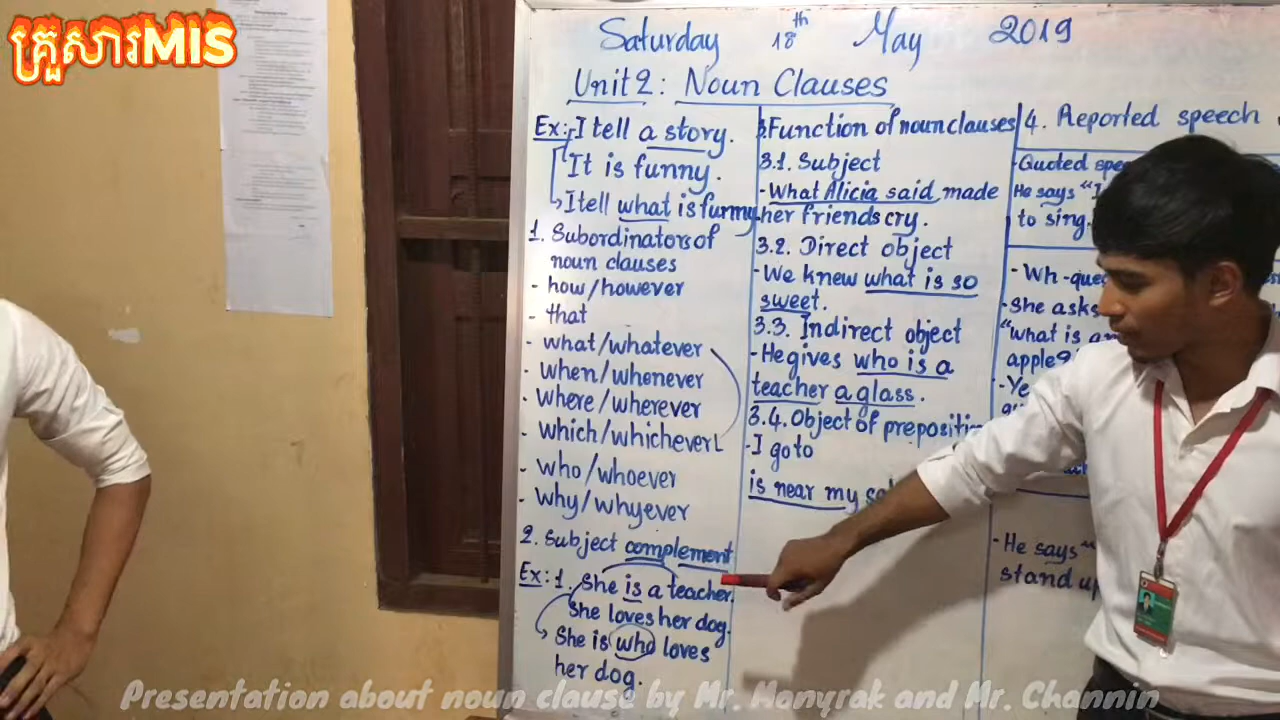 គ្រួសារMIS
Saturday 18th May 2019
Unit 2: Noun Clauses
Ex: I tell a story.
It is funny.
I tell what is funny.
1. Subordinators of
noun clauses
- how/however
- that
- what/whatever
- when/whenever
- where/wherever
- which/whichever
- who/whoever
- why/whyever
2. Subject complement
Ex: 1. She is a teacher.
She loves her dog.
She is who loves
her dog.
3. Function of noun clauses
3.1. Subject
- What Alicia said made
her friends cry.
3.2. Direct object
- We knew what is so
sweet.
3.3. Indirect object
- He gives who is a
teacher a glass.
3.4. Object of
- I go to
is near my
4. Reported speech
- Quoted
He says "I
to sing.
- Wh-
- She asks
"what is
apple?
- He says "
stand up
Presentation about noun clause by Mr. Monyrak and Mr. Channin